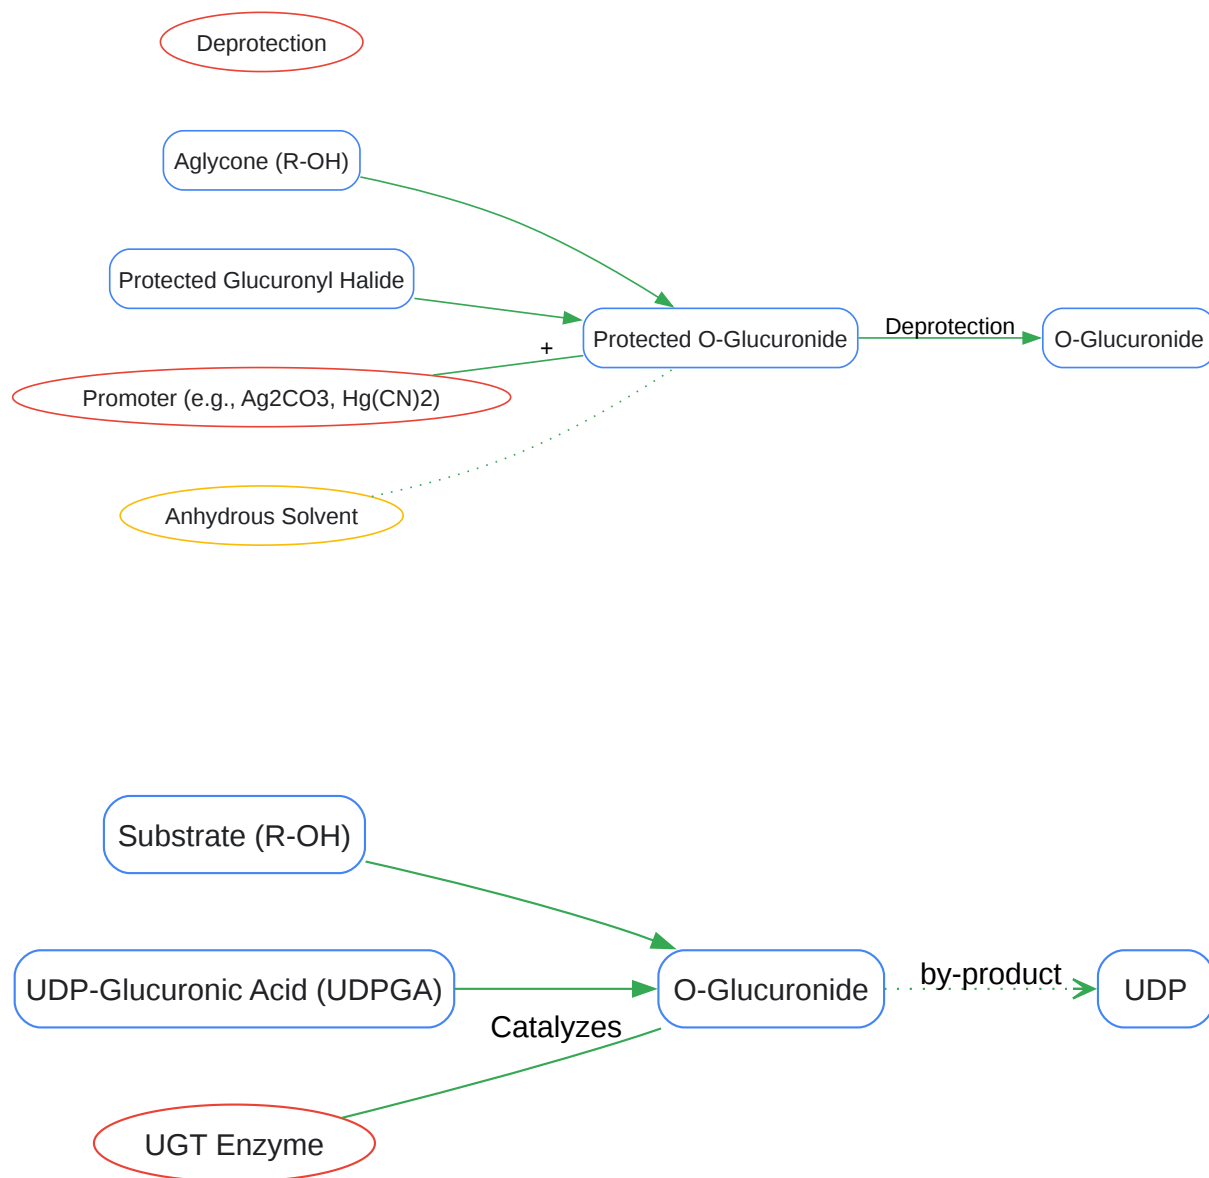 Deprotection
Aglycone (R-OH)
Protected Glucuronyl Halide
Protected O-Glucuronide
Deprotection
O-Glucuronide
+
Promoter (e.g., Ag2CO3, Hg(CN)2)
Anhydrous Solvent
Substrate (R-OH)
UDP-Glucuronic Acid (UDPGA)
O-Glucuronide
by-product
UDP
Catalyzes
UGT Enzyme